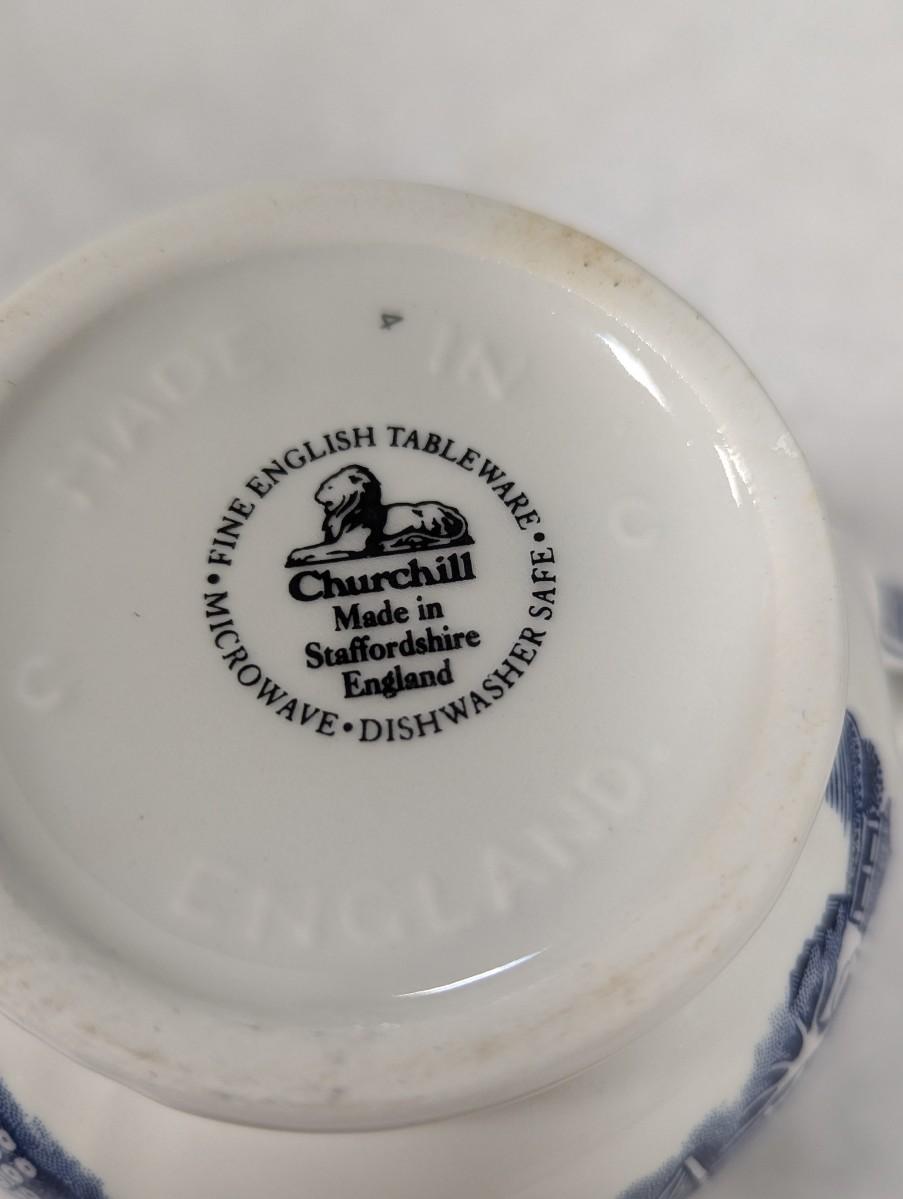 4
MADE IN
C
C
ENGLAND.
• FINE ENGLISH TABLEWARE •
Churchill
Made in
Staffordshire
England
MICROWAVE • DISHWASHER SAFE